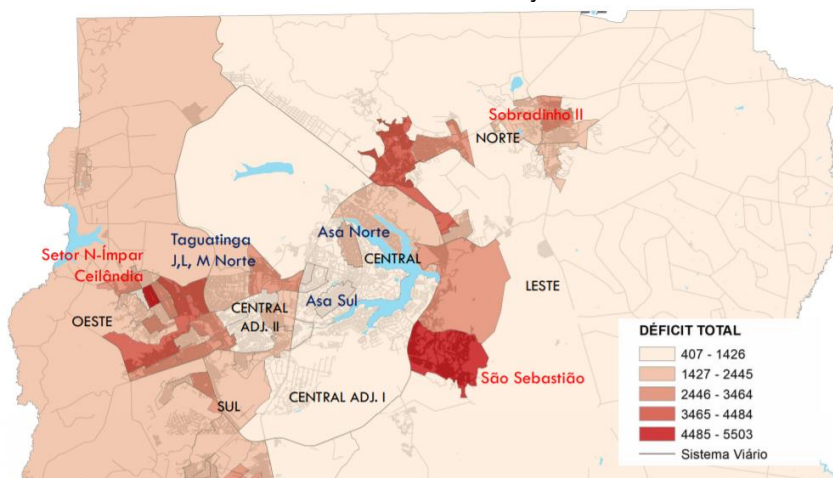 Sobradinho II
NORTE
Setor N-Ímpar
Ceilândia
Taguatinga
J,L, M Norte
Asa Norte
CENTRAL
Asa Sul
CENTRAL
ADJ. II
OESTE
LESTE
São Sebastião
CENTRAL ADJ. I
SUL
DÉFICIT TOTAL
407 - 1426
1427 - 2445
2446 - 3464
3465 - 4484
4485 - 5503
Sistema Viário